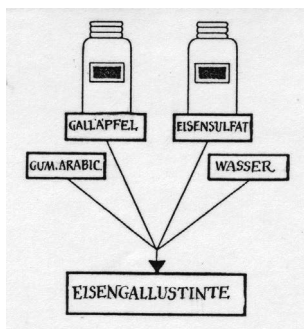 GALLÄPFEL
EISENSULFAT
GUM.ARABIC.
WASSER
EISENGALLUSTINTE